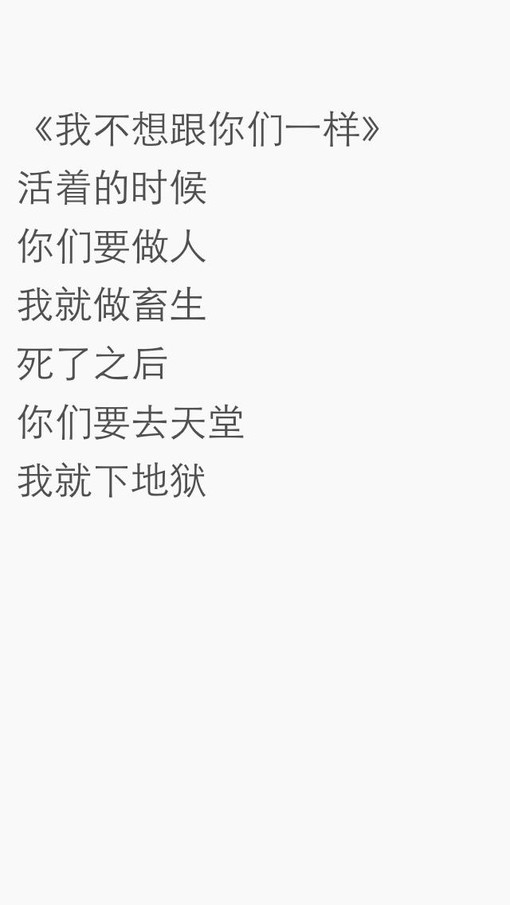 《我不想跟你们一样》
活着的时候
你们要做人
我就做畜生
死了之后
你们要去天堂
我就下地狱